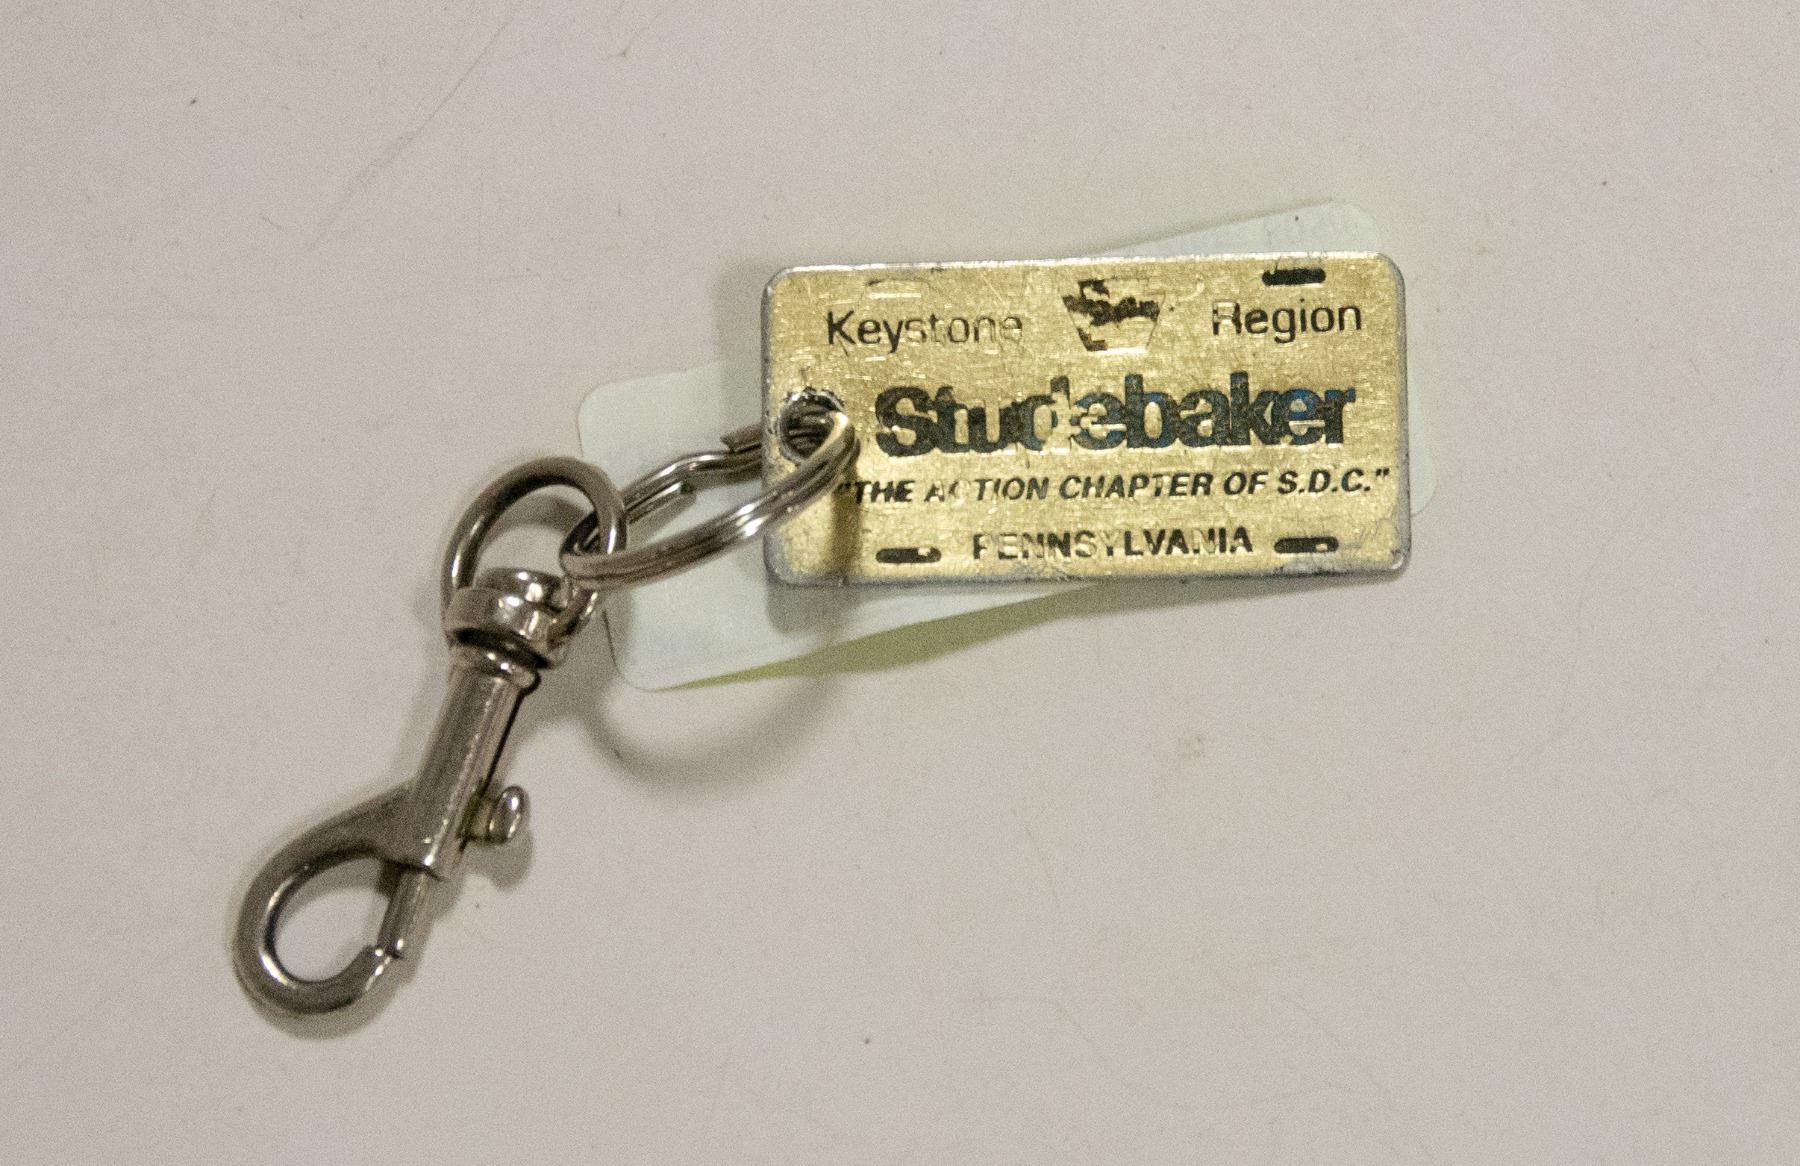 Keystone Region
Studebaker
"THE ACTION CHAPTER OF S.D.C."
PENNSYLVANIA